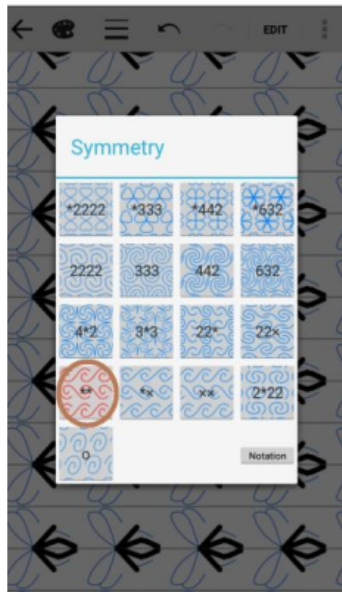 EDIT
Symmetry
*2222 *333 *442 *632
2222 333 442 632
4*2 3*3 22* 22×
** *× ×× 2*22
O
Notation